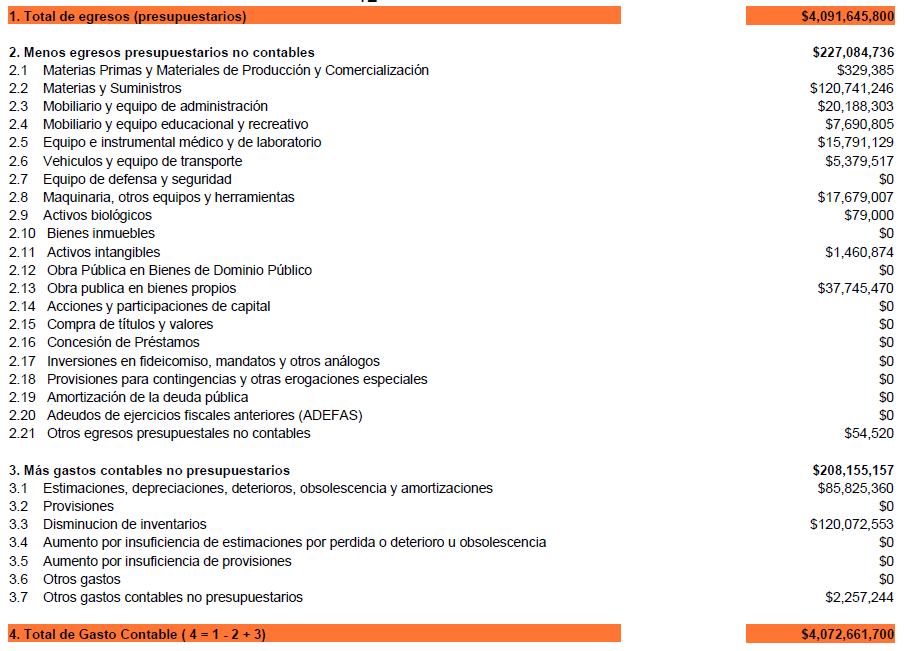 1. Total de egresos (presupuestarios) $4,091,645,800
2. Menos egresos presupuestarios no contables $227,084,736
2.1 Materias Primas y Materiales de Producción y Comercialización $329,385
2.2 Materias y Suministros $120,741,246
2.3 Mobiliario y equipo de administración $20,188,303
2.4 Mobiliario y equipo educacional y recreativo $7,690,805
2.5 Equipo e instrumental médico y de laboratorio $15,791,129
2.6 Vehiculos y equipo de transporte $5,379,517
2.7 Equipo de defensa y seguridad $0
2.8 Maquinaria, otros equipos y herramientas $17,679,007
2.9 Activos biológicos $79,000
2.10 Bienes inmuebles $0
2.11 Activos intangibles $1,460,874
2.12 Obra Pública en Bienes de Dominio Público $0
2.13 Obra publica en bienes propios $37,745,470
2.14 Acciones y participaciones de capital $0
2.15 Compra de títulos y valores $0
2.16 Concesión de Préstamos $0
2.17 Inversiones en fideicomiso, mandatos y otros análogos $0
2.18 Provisiones para contingencias y otras erogaciones especiales $0
2.19 Amortización de la deuda pública $0
2.20 Adeudos de ejercicios fiscales anteriores (ADEFAS) $0
2.21 Otros egresos presupuestales no contables $54,520
3. Más gastos contables no presupuestarios $208,155,157
3.1 Estimaciones, depreciaciones, deterioros, obsolescencia y amortizaciones $85,825,360
3.2 Provisiones $0
3.3 Disminucion de inventarios $120,072,553
3.4 Aumento por insuficiencia de estimaciones por perdida o deterioro u obsolescencia $0
3.5 Aumento por insuficiencia de provisiones $0
3.6 Otros gastos $0
3.7 Otros gastos contables no presupuestarios $2,257,244
4. Total de Gasto Contable ( 4 = 1 - 2 + 3) $4,072,661,700